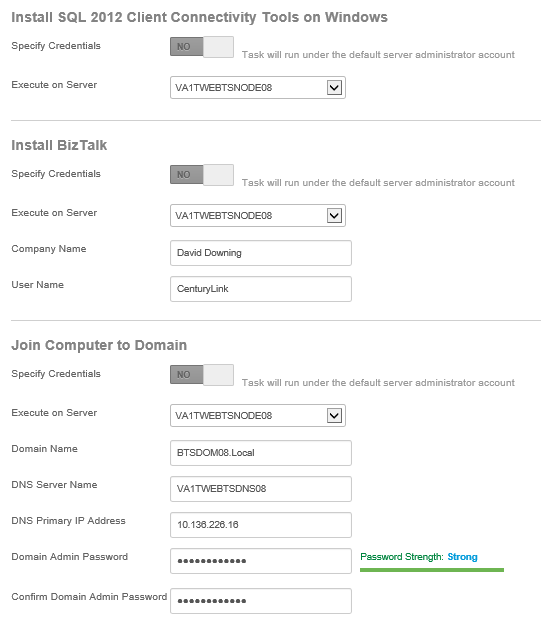 Install SQL 2012 Client Connectivity Tools on Windows
Specify Credentials NO Task will run under the default server administrator account
Execute on Server VA1TWEBTSNODE08
Install BizTalk
Specify Credentials NO Task will run under the default server administrator account
Execute on Server VA1TWEBTSNODE08
Company Name David Downing
User Name CenturyLink
Join Computer to Domain
Specify Credentials NO Task will run under the default server administrator account
Execute on Server VA1TWEBTSNODE08
Domain Name BTSDOM08.Local
DNS Server Name VA1TWEBTSDNS08
DNS Primary IP Address 10.136.226.16
Domain Admin Password ●●●●●●●●●●●● Password Strength: Strong
Confirm Domain Admin Password ●●●●●●●●●●●●